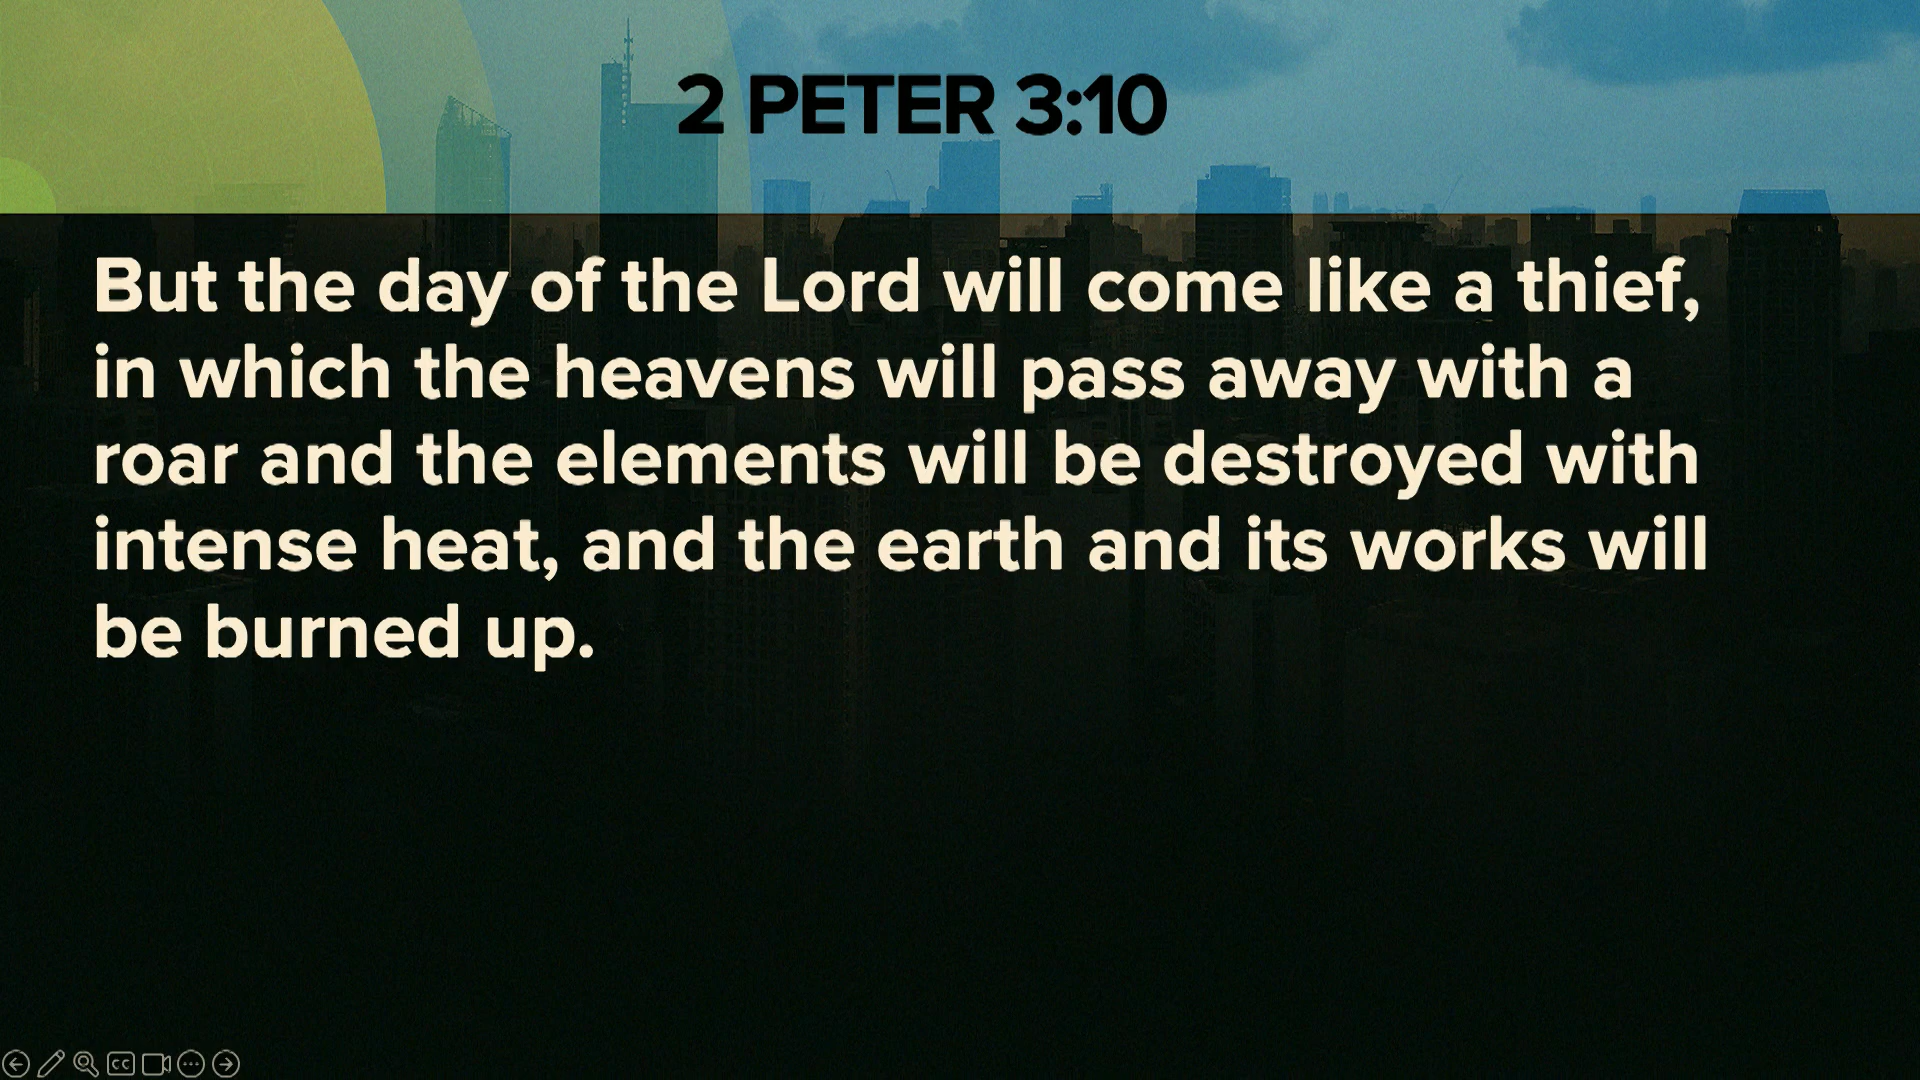 2 PETER 3:10
But the day of the Lord will come like a thief,
in which the heavens will pass away with a
roar and the elements will be destroyed with
intense heat, and the earth and its works will
be burned up.
CC